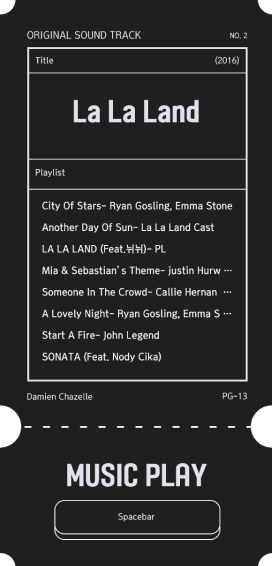 ORIGINAL SOUND TRACK NO. 2
Title (2016)
La La Land
Playlist
City Of Stars- Ryan Gosling, Emma Stone
Another Day Of Sun- La La Land Cast
LA LA LAND (Feat.뉘뉘)- PL
Mia & Sebastian's Theme- justin Hurw ···
Someone In The Crowd- Callie Hernan ···
A Lovely Night- Ryan Gosling, Emma S ···
Start A Fire- John Legend
SONATA (Feat. Nody Cika)
Damien Chazelle PG-13
MUSIC PLAY
Spacebar